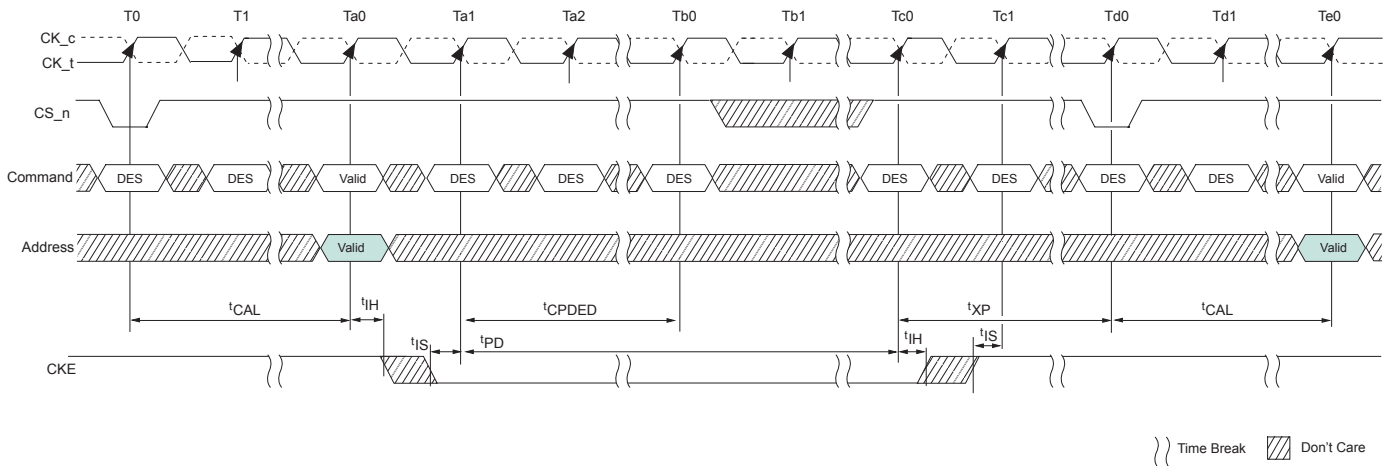 T0 T1 Ta0 Ta1 Ta2 Tb0 Tb1 Tc0 Tc1 Td0 Td1 Te0
CK_c
CK_t
CS_n
Command DES DES Valid DES DES DES DES DES DES DES Valid
Address Valid Valid
tCAL tIH tCPDED tXP tCAL
tIS tPD tIH tIS
CKE
Time Break Don't Care